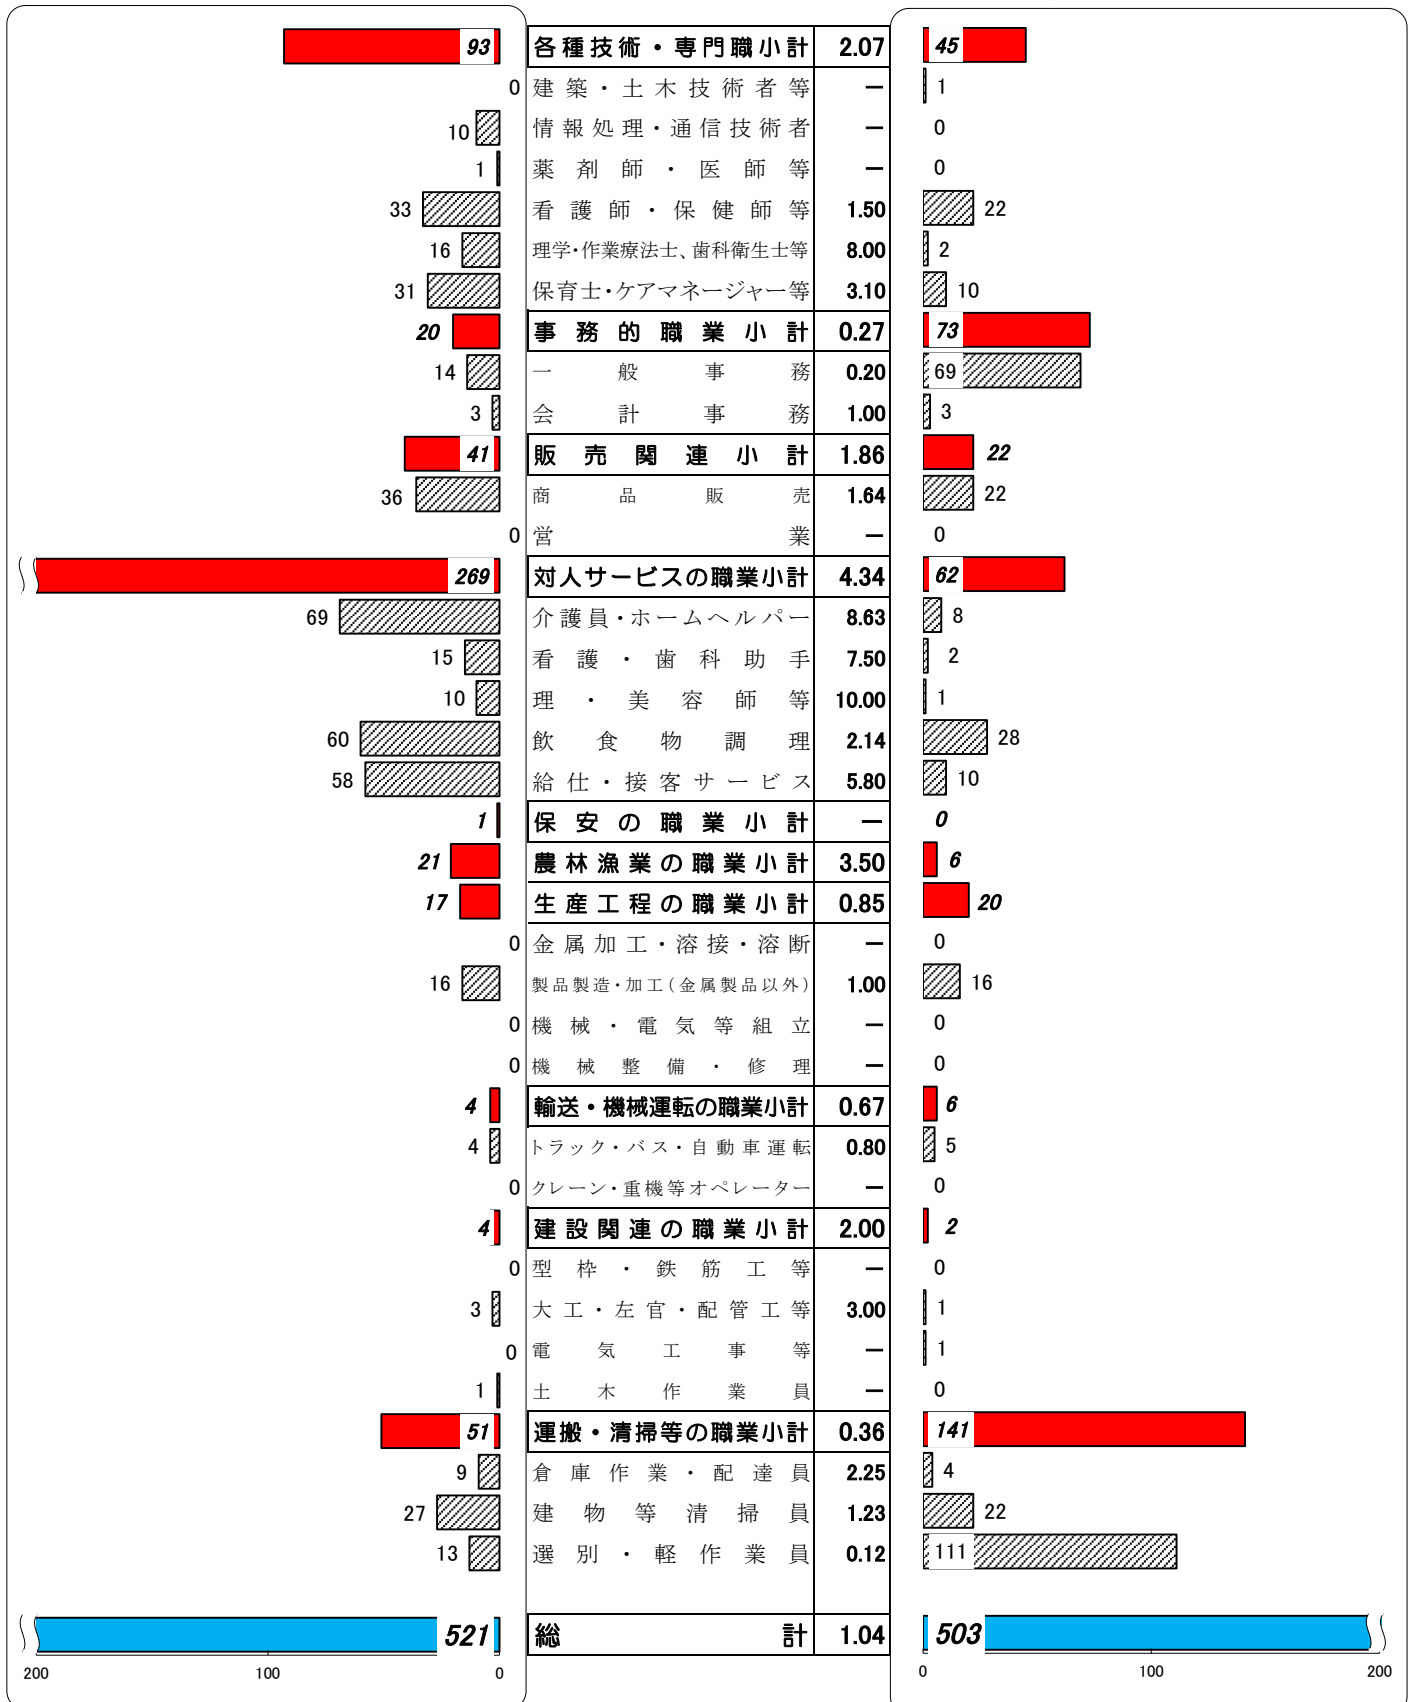 93 各種技術・専門職小計 2.07 45
0 建築・土木技術者等 ー 1
10 情報処理・通信技術者 ー 0
1 薬剤師・医師等 ー 0
33 看護師・保健師等 1.50 22
16 理学・作業療法士、歯科衛生士等 8.00 2
31 保育士・ケアマネージャー等 3.10 10
20 事務的職業小計 0.27 73
14 一般事務 0.20 69
3 会計事務 1.00 3
41 販売関連小計 1.86 22
36 商品販売 1.64 22
0 営業 ー 0
269 対人サービスの職業小計 4.34 62
69 介護員・ホームヘルパー 8.63 8
15 看護・歯科助手 7.50 2
10 理・美容師等 10.00 1
60 飲食物調理 2.14 28
58 給仕・接客サービス 5.80 10
1 保安の職業小計 ー 0
21 農林漁業の職業小計 3.50 6
17 生産工程の職業小計 0.85 20
0 金属加工・溶接・溶断 ー 0
16 製品製造・加工(金属製品以外) 1.00 16
0 機械・電気等組立 ー 0
0 機械整備・修理 ー 0
4 輸送・機械運転の職業小計 0.67 6
4 トラック・バス・自動車運転 0.80 5
0 クレーン・重機等オペレーター ー 0
4 建設関連の職業小計 2.00 2
0 型枠・鉄筋工等 ー 0
3 大工・左官・配管工等 3.00 1
0 電気工事等 ー 1
1 土木作業員 ー 0
51 運搬・清掃等の職業小計 0.36 141
9 倉庫作業・配達員 2.25 4
27 建物等清掃員 1.23 22
13 選別・軽作業員 0.12 111
521 総計 1.04 503
200 100 0 0 100 200